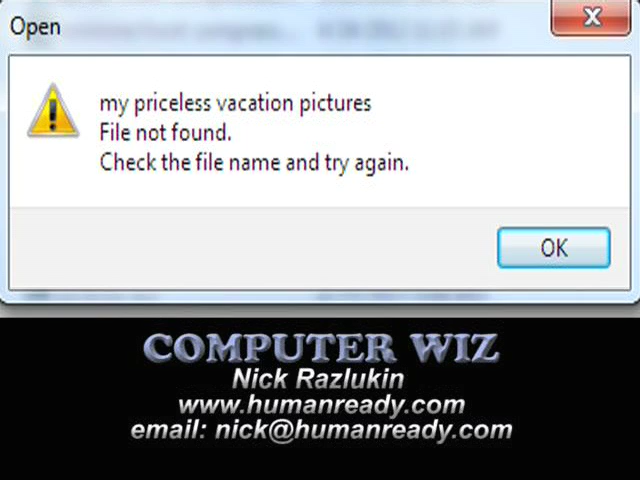 Open
my priceless vacation pictures
File not found.
Check the file name and try again.
OK
COMPUTER WIZ
Nick Razlukin
www.humanready.com
email: nick@humanready.com